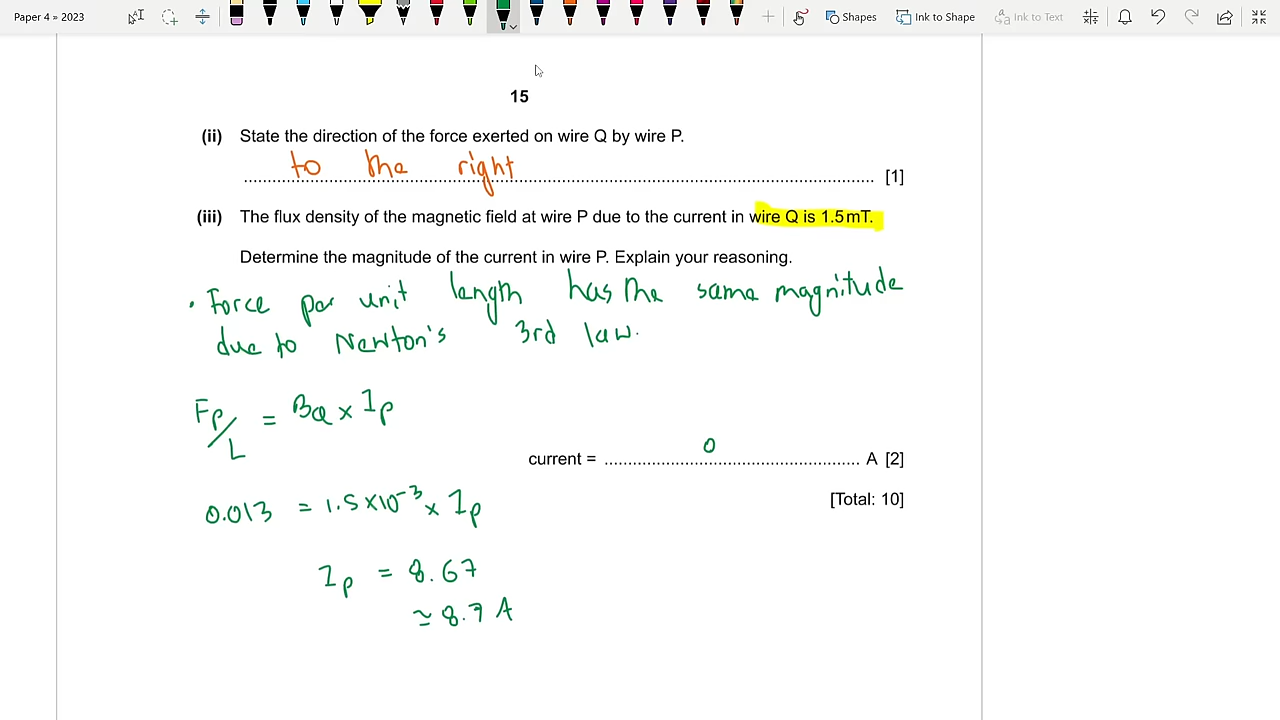 Paper 4 » 2023
Shapes
Ink to Shape
Ink to Text
15
(ii) State the direction of the force exerted on wire Q by wire P.
to the right
[1]
(iii) The flux density of the magnetic field at wire P due to the current in wire Q is 1.5 mT.
Determine the magnitude of the current in wire P. Explain your reasoning.
• Force per unit length has the same magnitude
due to Newton's 3rd law.
Fp/L = BQ × Ip
current = 0 A [2]
[Total: 10]
0.013 = 1.5×10⁻³ × Ip
Ip = 8.67
≃ 8.7 A